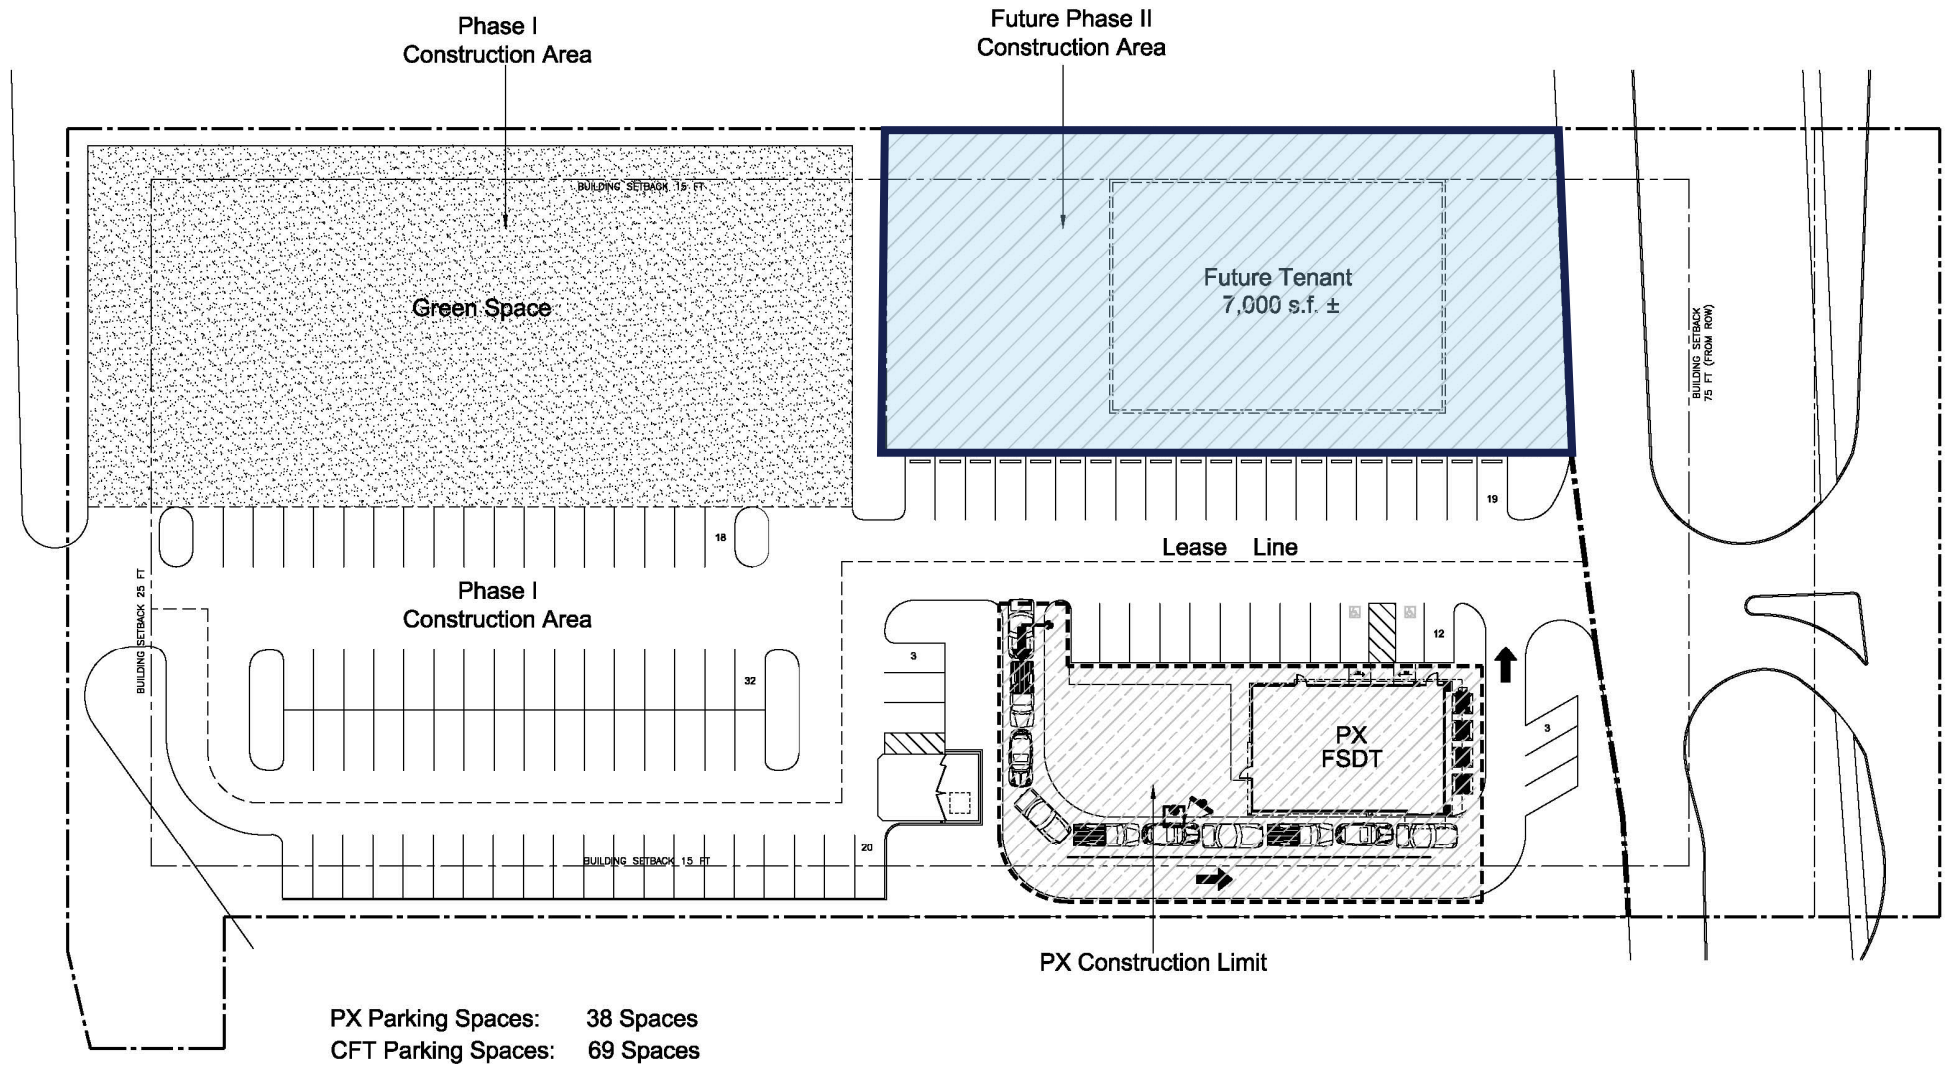 Phase I
Construction Area
Future Phase II
Construction Area
BUILDING SETBACK 15 FT
Green Space
Future Tenant
7,000 s.f. ±
BUILDING SETBACK
75 FT (FROM ROW)
19
18
Lease Line
BUILDING SETBACK 25 FT
Phase I
Construction Area
12
3
32
3
PX
FSDT
20
BUILDING SETBACK 15 FT
PX Construction Limit
PX Parking Spaces: 38 Spaces
CFT Parking Spaces: 69 Spaces